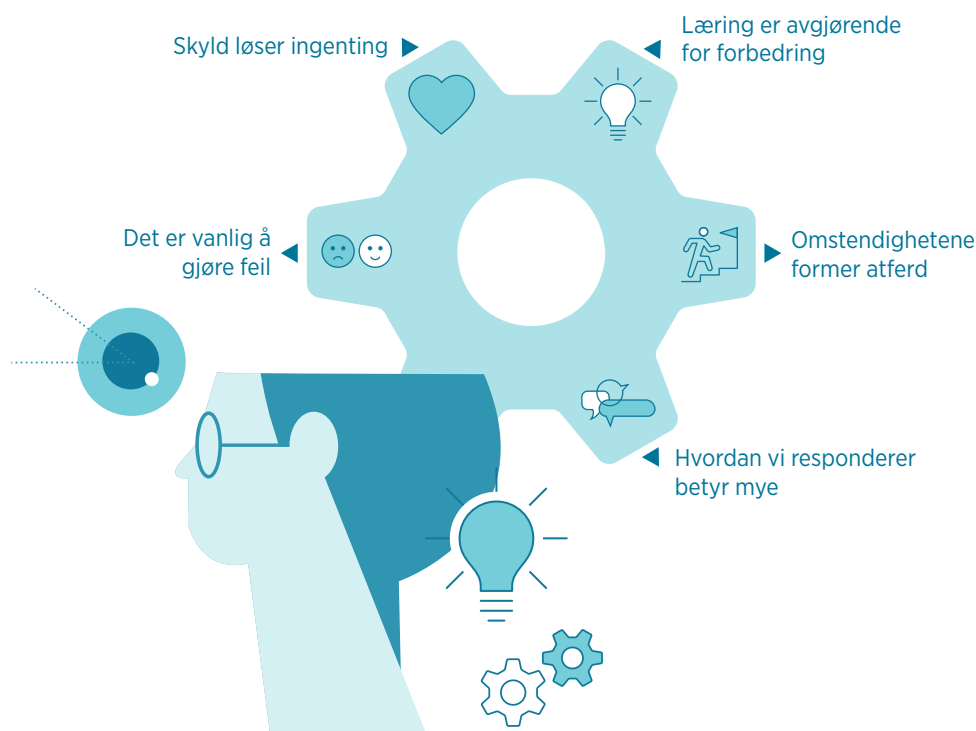 Skyld løser ingenting
Læring er avgjørende
for forbedring
Det er vanlig å
gjøre feil
Omstendighetene
former atferd
Hvordan vi responderer
betyr mye